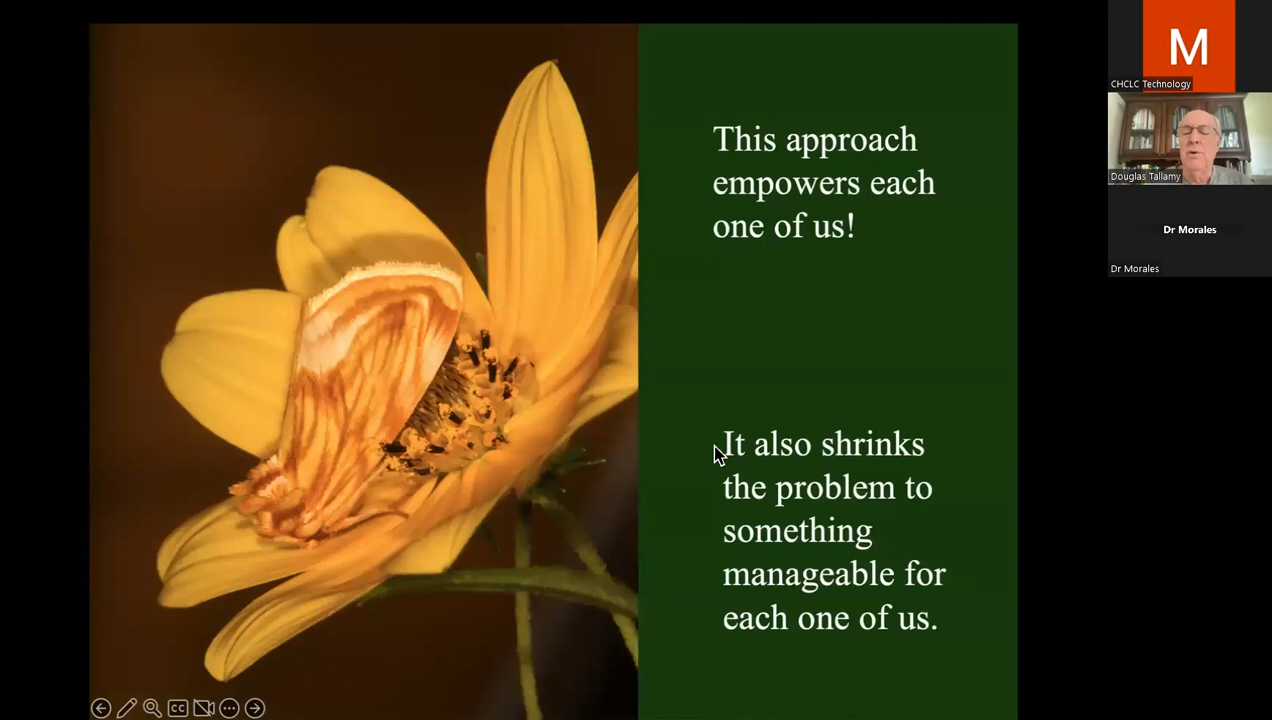 This approach
empowers each
one of us!
It also shrinks
the problem to
something
manageable for
each one of us.
M
CHCLC Technology
Douglas Tallamy
Dr Morales
Dr Morales
CC